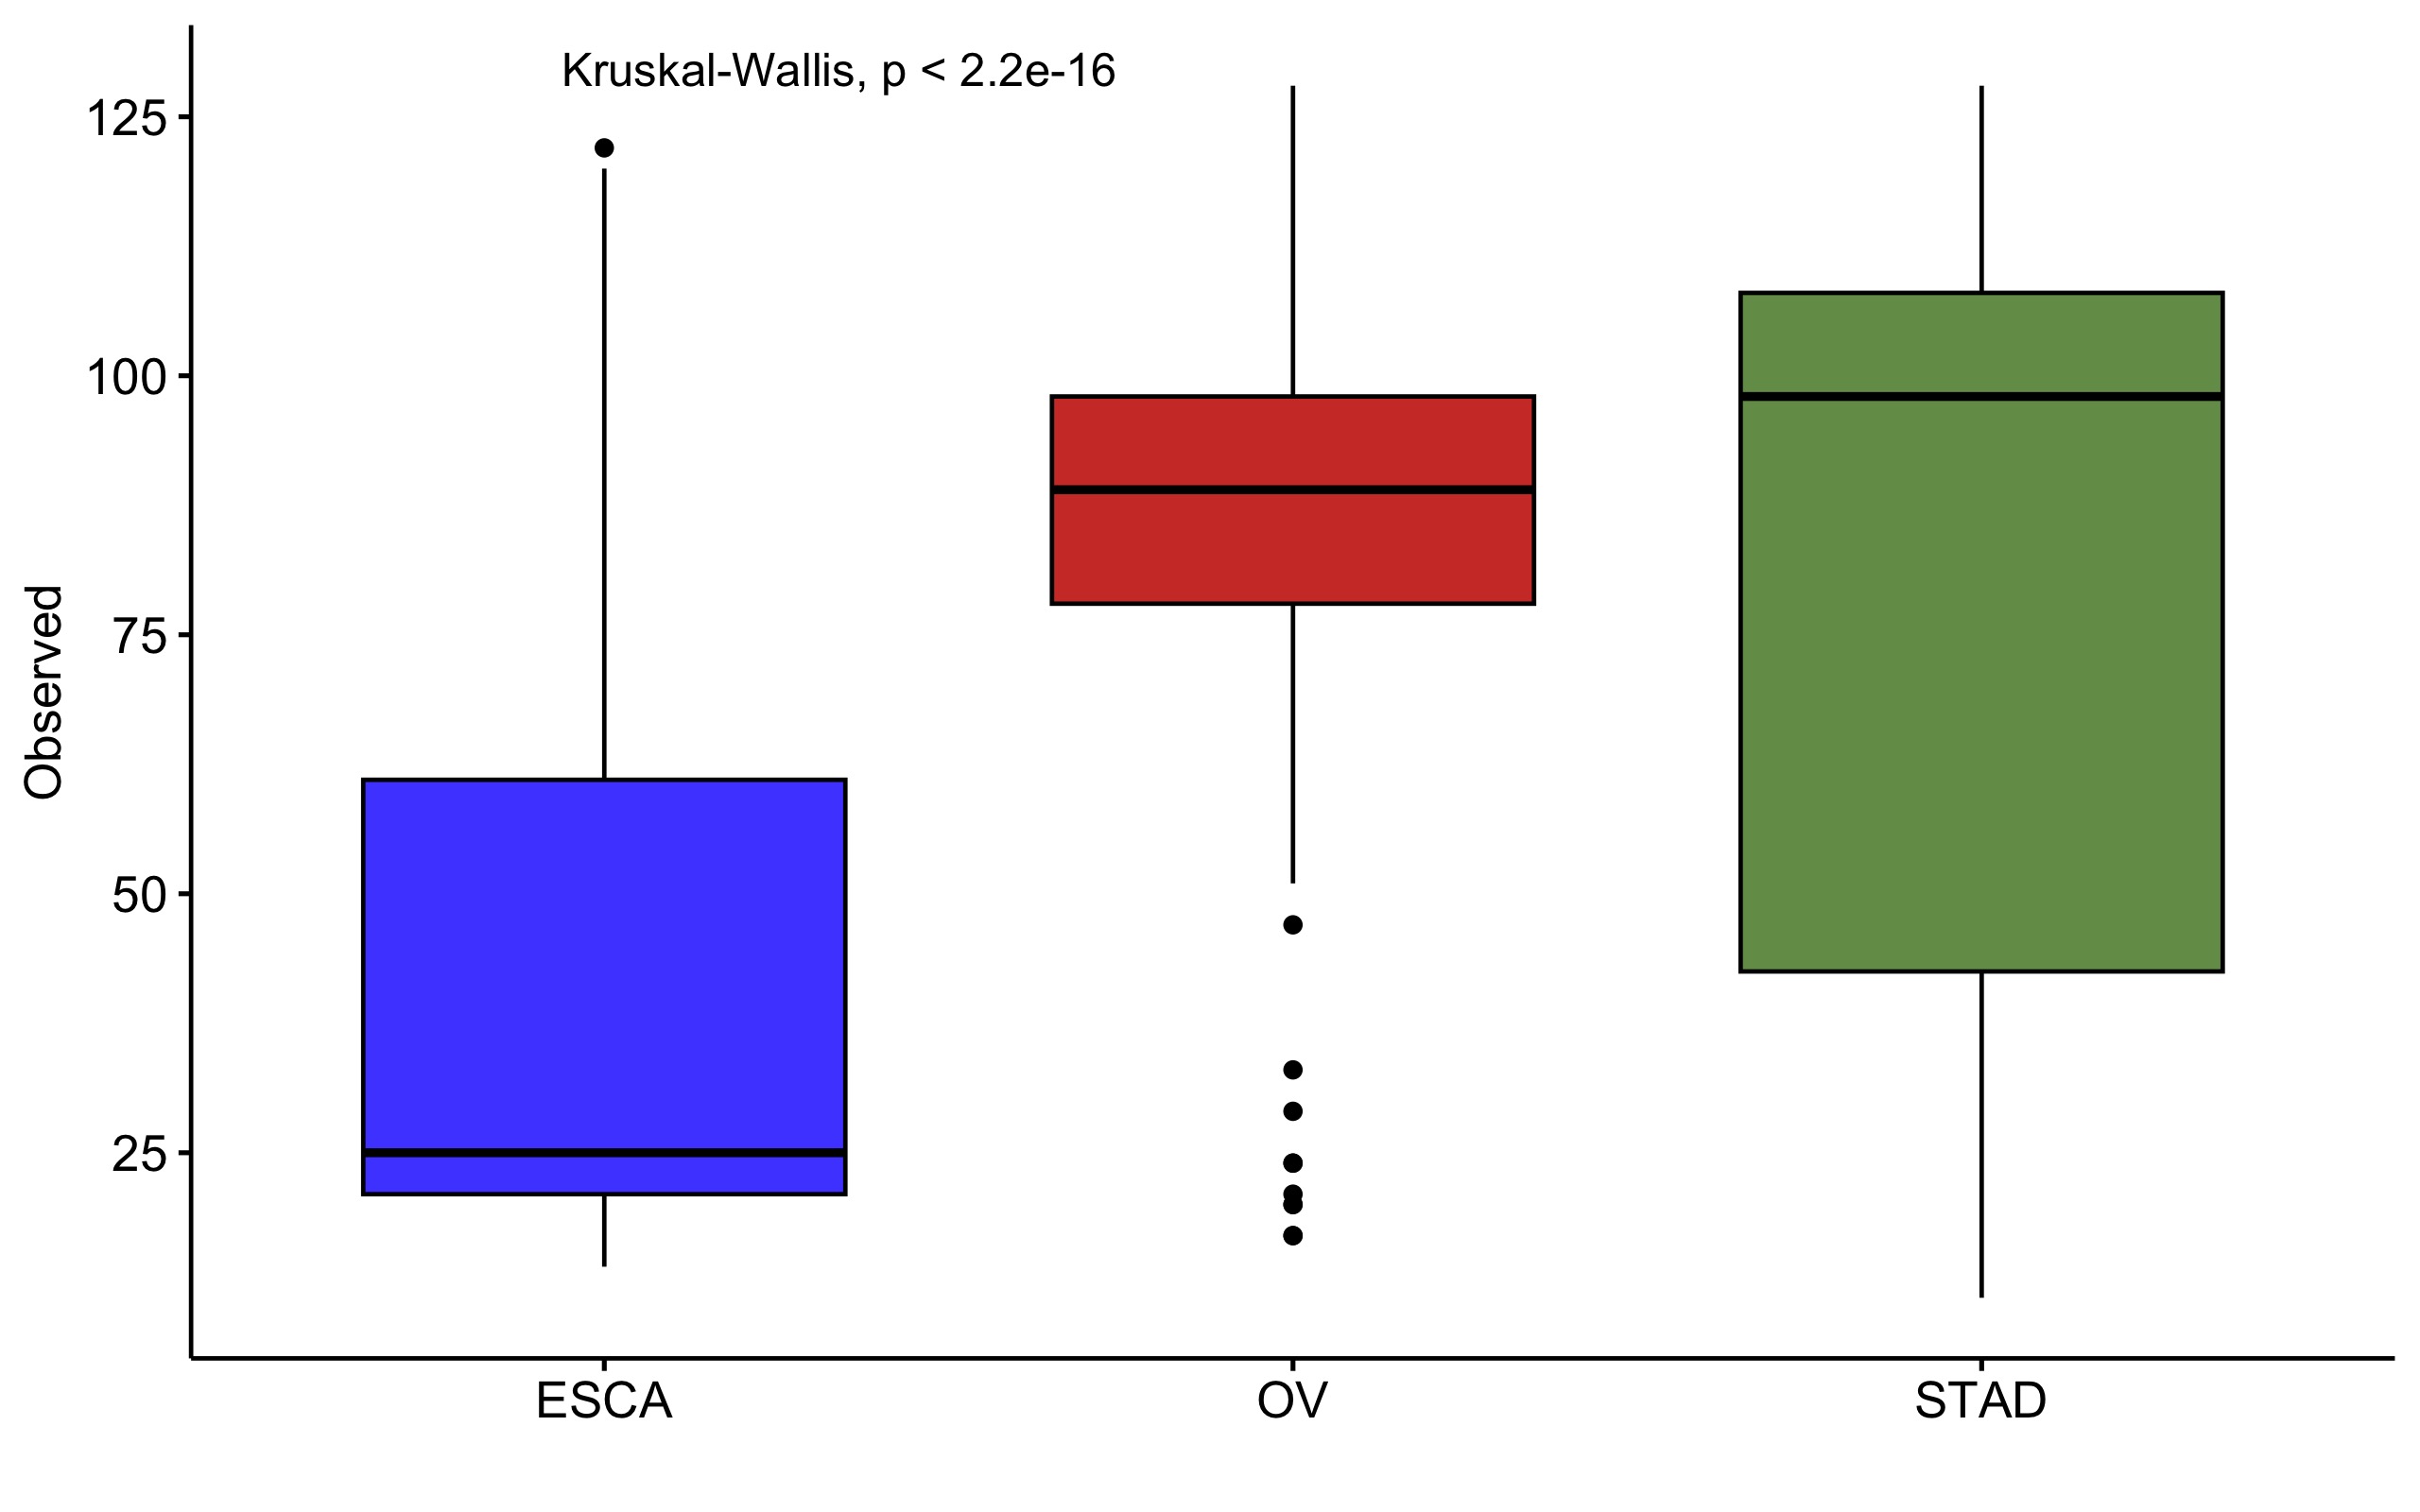 Kruskal-Wallis, p < 2.2e-16
125
100
75
50
25
Observed
ESCA
OV
STAD